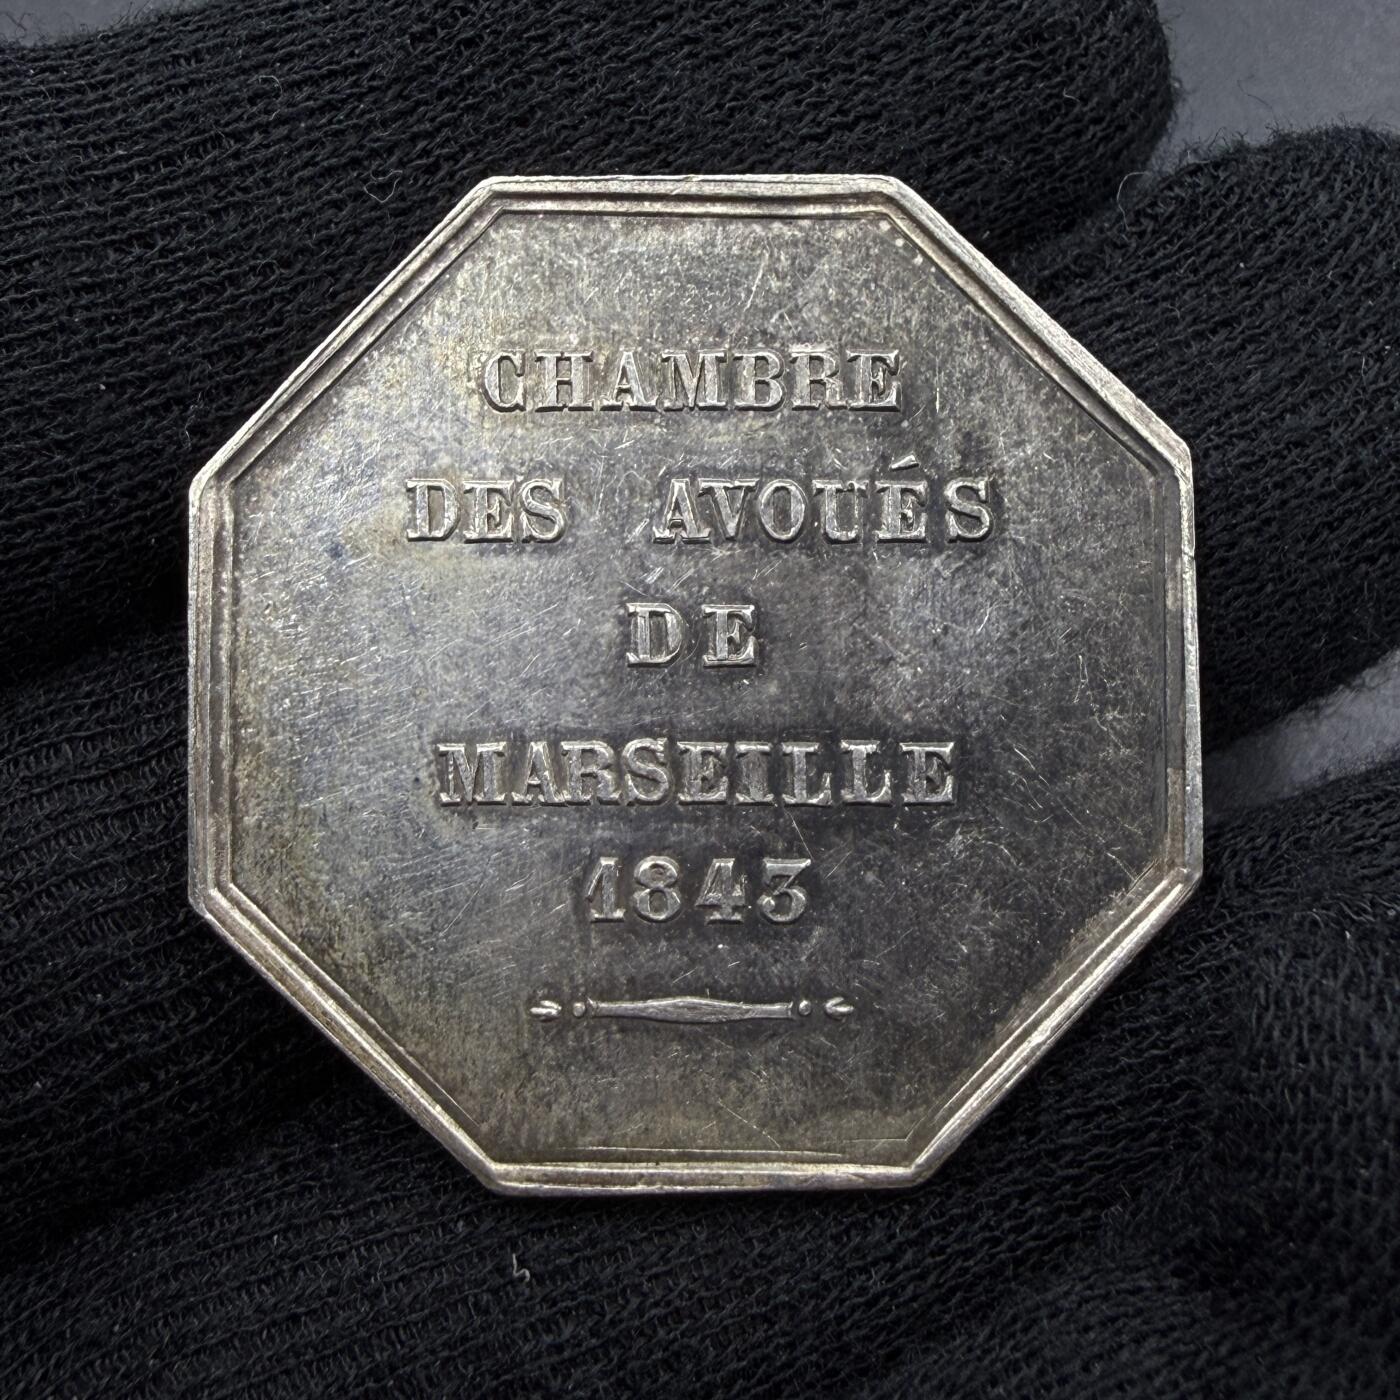 CHAMBRE
DES AVOUÉS
DE
MARSEILLE
1843